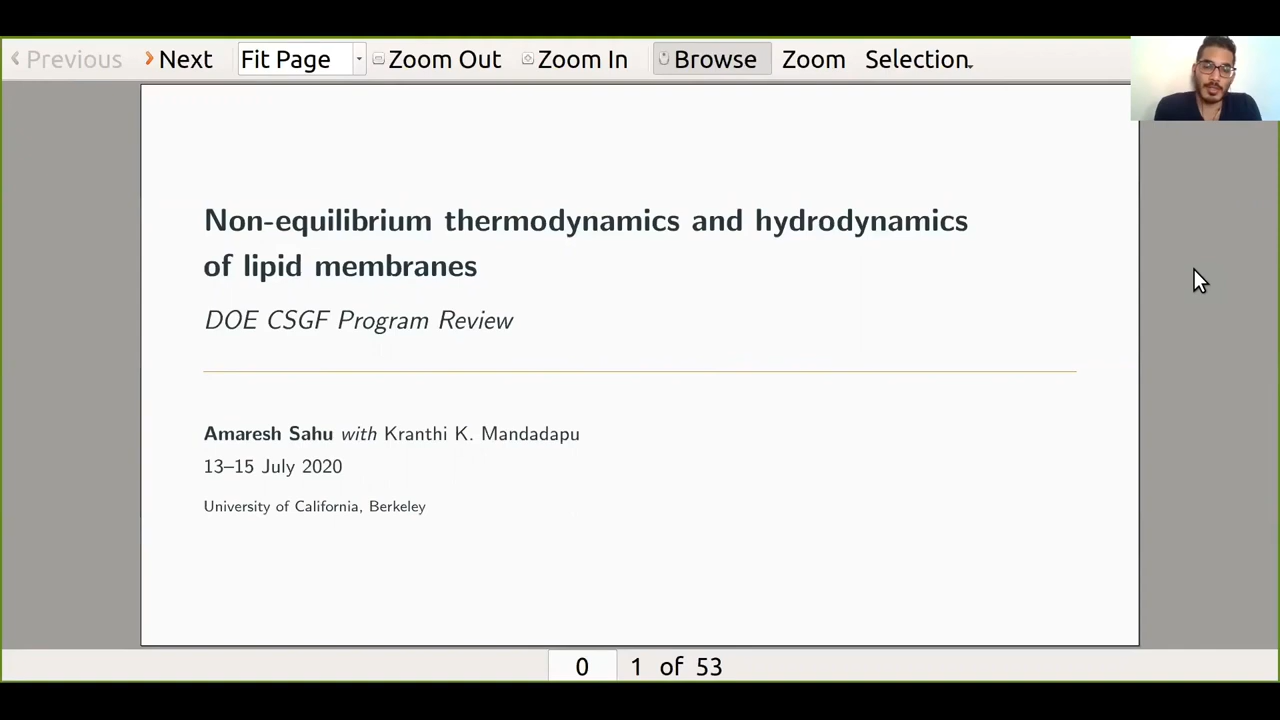 Previous Next Fit Page Zoom Out Zoom In Browse Zoom Selection
Non-equilibrium thermodynamics and hydrodynamics
of lipid membranes
DOE CSGF Program Review
Amaresh Sahu with Kranthi K. Mandadapu
13–15 July 2020
University of California, Berkeley
0 1 of 53